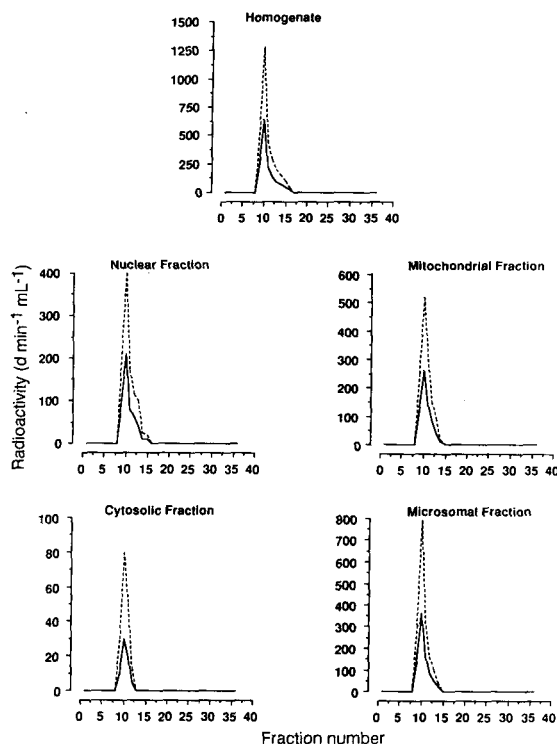 Homogenate
1500
1250
1000
750
500
250
0
0 5 10 15 20 25 30 35 40
Radioactivity (d min⁻¹ mL⁻¹)
Nuclear Fraction
400
300
200
100
0
0 5 10 15 20 25 30 35 40
Mitochondrial Fraction
600
500
400
300
200
100
0
0 5 10 15 20 25 30 35 40
Cytosolic Fraction
100
80
60
40
20
0
0 5 10 15 20 25 30 35 40
Microsomal Fraction
800
700
600
500
400
300
200
100
0
0 5 10 15 20 25 30 35 40
Fraction number